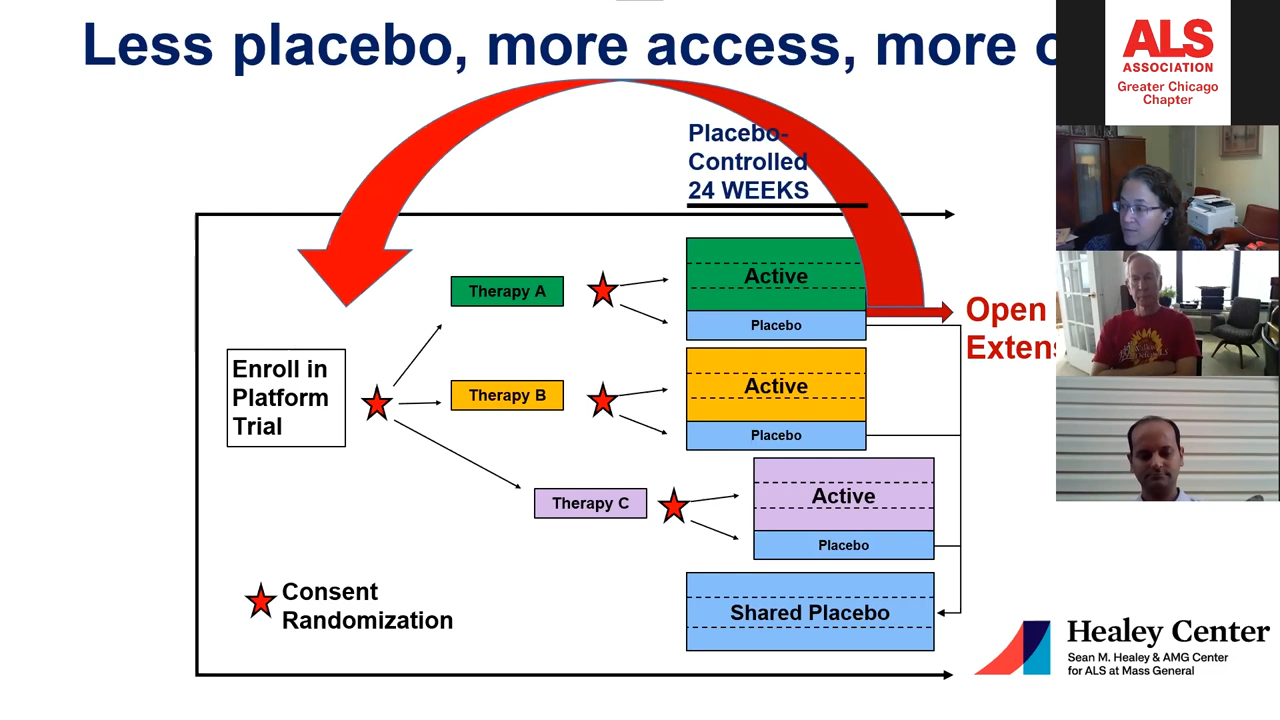 Less placebo, more access, more
ALS
ASSOCIATION
Greater Chicago
Chapter
Placebo-
Controlled
24 WEEKS
Therapy A
Active
Placebo
Open
Extens
Enroll in
Platform
Trial
Therapy B
Active
Placebo
Therapy C
Active
Placebo
Shared Placebo
Consent
Randomization
Healey Center
Sean M. Healey & AMG Center
for ALS at Mass General